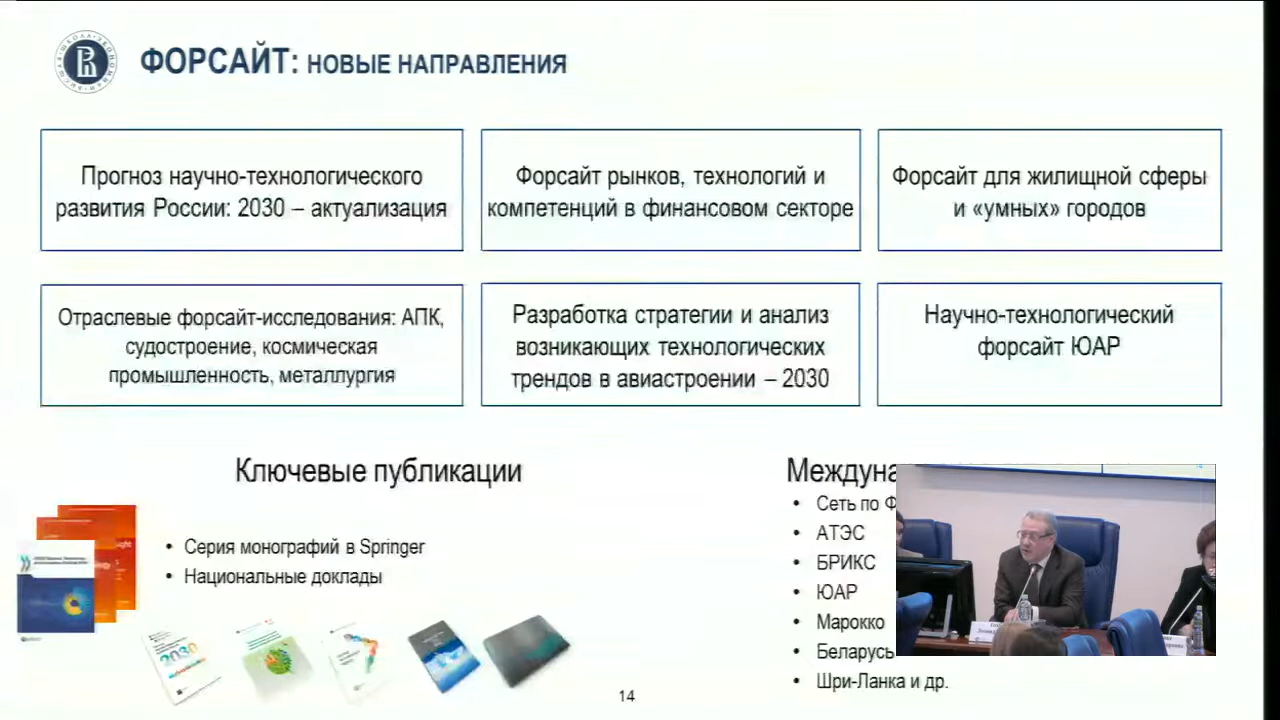 ФОРСАЙТ: НОВЫЕ НАПРАВЛЕНИЯ
Прогноз научно-технологического
развития России: 2030 – актуализация
Форсайт рынков, технологий и
компетенций в финансовом секторе
Форсайт для жилищной сферы
и «умных» городов
Отраслевые форсайт-исследования: АПК,
судостроение, космическая
промышленность, металлургия
Разработка стратегии и анализ
возникающих технологических
трендов в авиастроении – 2030
Научно-технологический
форсайт ЮАР
Ключевые публикации
• Серия монографий в Springer
• Национальные доклады
2030
Междуна
• Сеть по Ф
• АТЭС
• БРИКС
• ЮАР
• Марокко
• Беларусь
• Шри-Ланка и др.
14